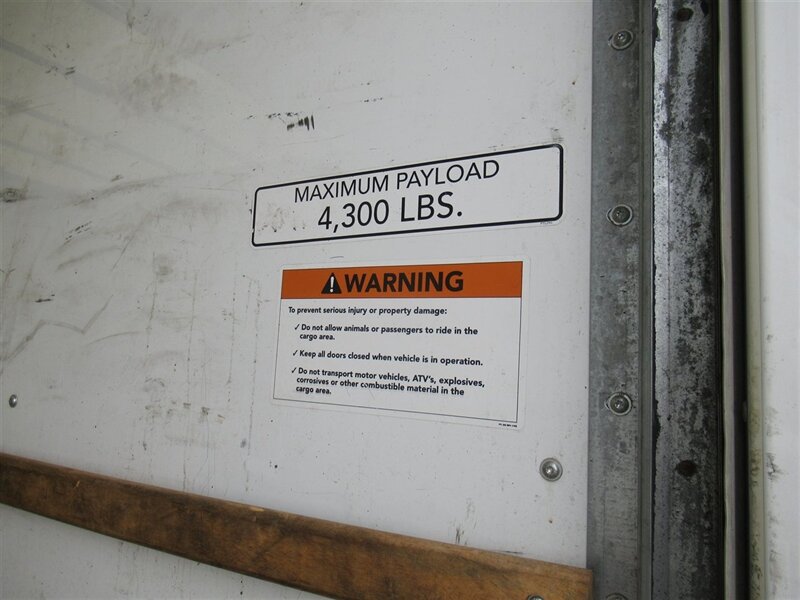 MAXIMUM PAYLOAD
4,300 LBS.
WARNING
To prevent serious injury or property damage:
✓ Do not allow animals or passengers to ride in the
cargo area.
✓ Keep all doors closed when vehicle is in operation.
✓ Do not transport motor vehicles, ATV's, explosives,
corrosives or other combustible material in the
cargo area.